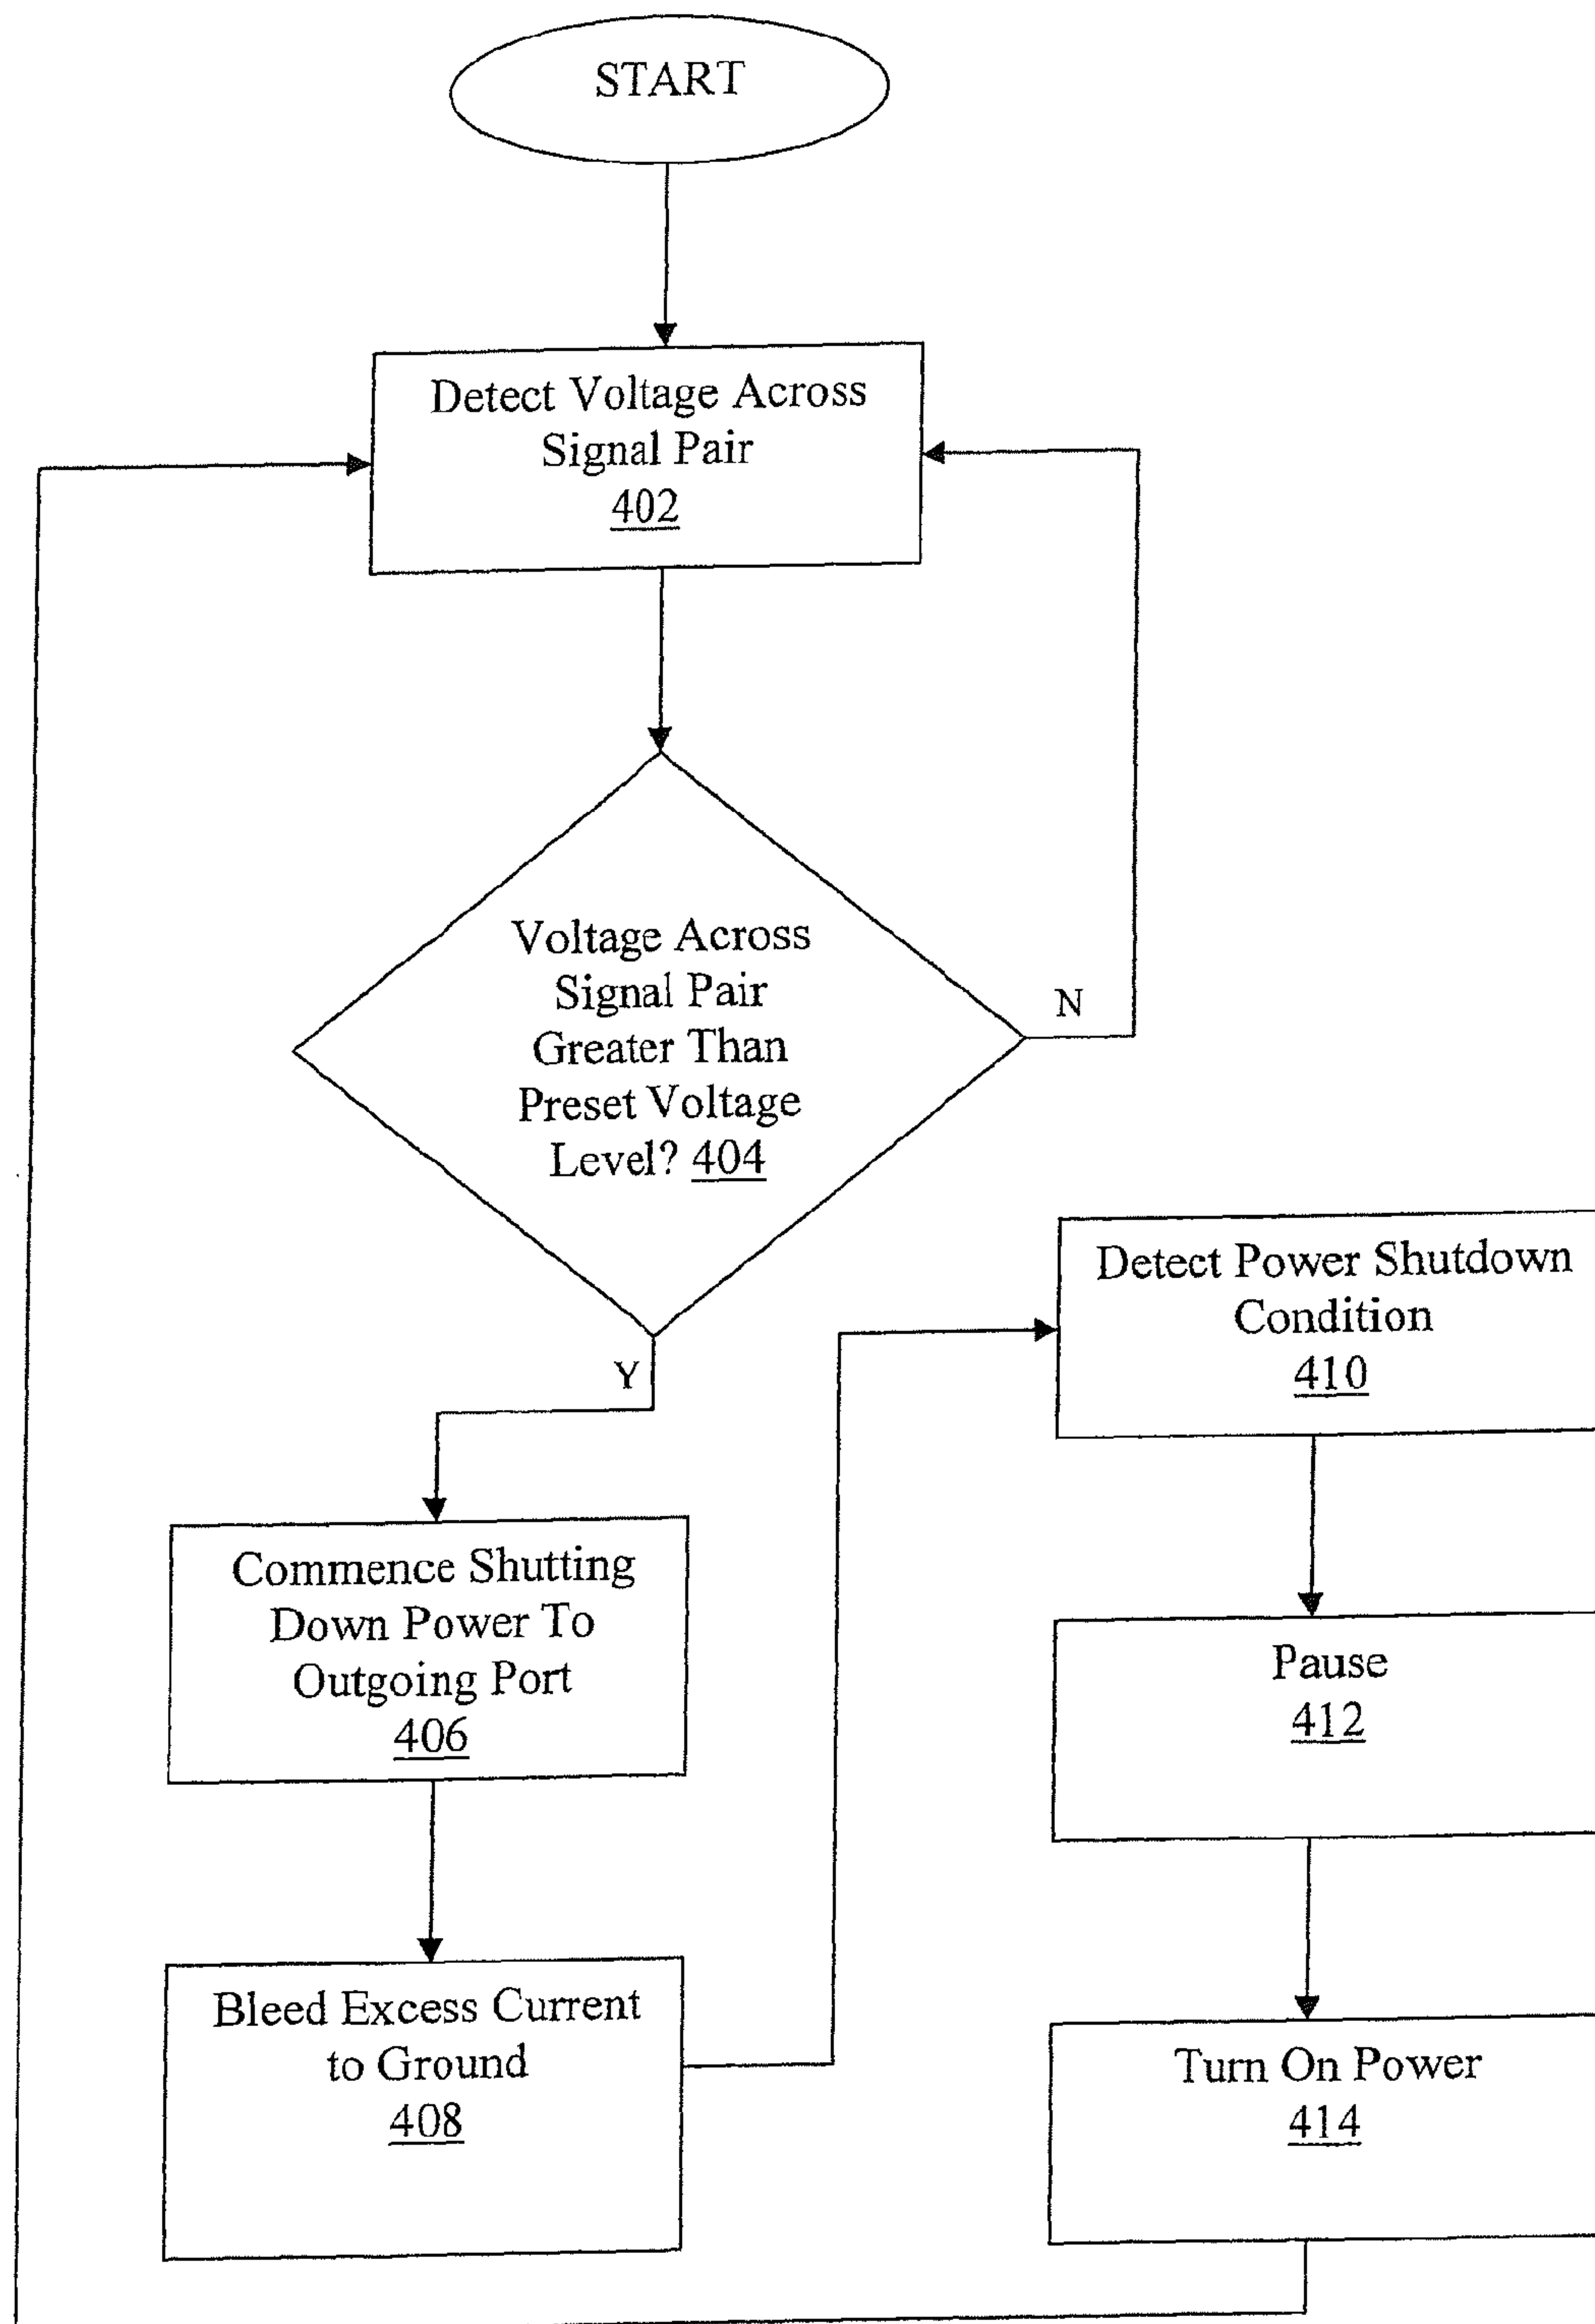 START
Detect Voltage Across
Signal Pair
402
Voltage Across
Signal Pair
Greater Than
Preset Voltage
Level? 404
N
Y
Commence Shutting
Down Power To
Outgoing Port
406
Bleed Excess Current
to Ground
408
Detect Power Shutdown
Condition
410
Pause
412
Turn On Power
414